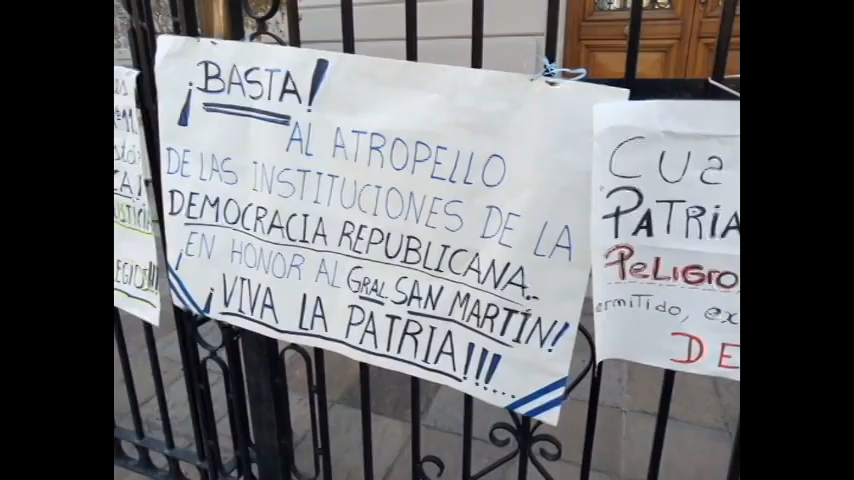 ¡BASTA!
AL ATROPELLO
DE LAS INSTITUCIONES DE LA
DEMOCRACIA REPUBLICANA..
¡EN HONOR AL Gral SAN MARTÍN!
¡VIVA LA PATRIA!!!...
PATRIA
PELIGRO
ermitido, ex
DE
EGIOS!!!